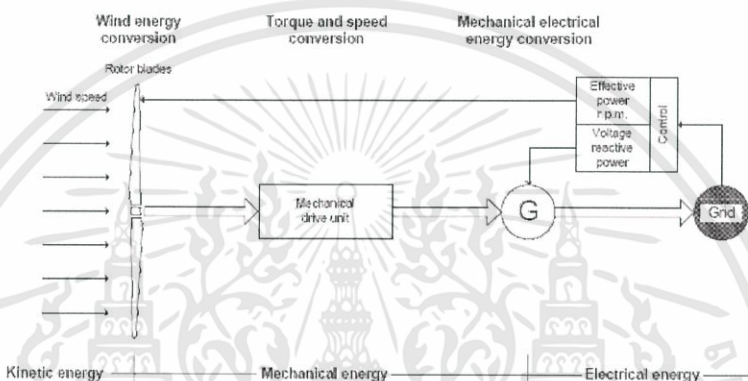 Wind energy
conversion
Torque and speed
conversion
Mechanical electrical
energy conversion
Rotor blades
Wind speed
Effective
power
r.p.m.
Voltage
reactive
power
Control
Mechanical
drive unit
G
Grid
Kinetic energy
Mechanical energy
Electrical energy